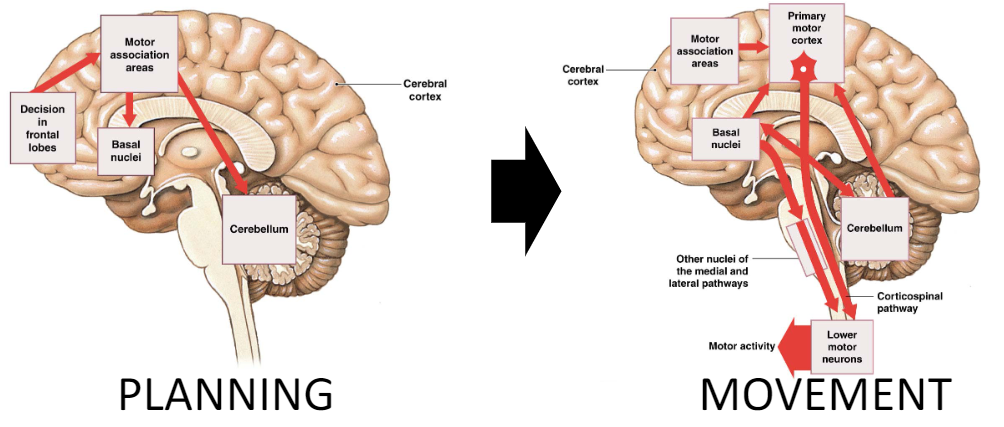 Motor
association
areas
Decision
in
frontal
lobes
Basal
nuclei
Cerebellum
Cerebral
cortex
PLANNING
Primary
motor
cortex
Motor
association
areas
Cerebral
cortex
Basal
nuclei
Cerebellum
Other nuclei of
the medial and
lateral pathways
Corticospinal
pathway
Lower
motor
neurons
Motor activity
MOVEMENT